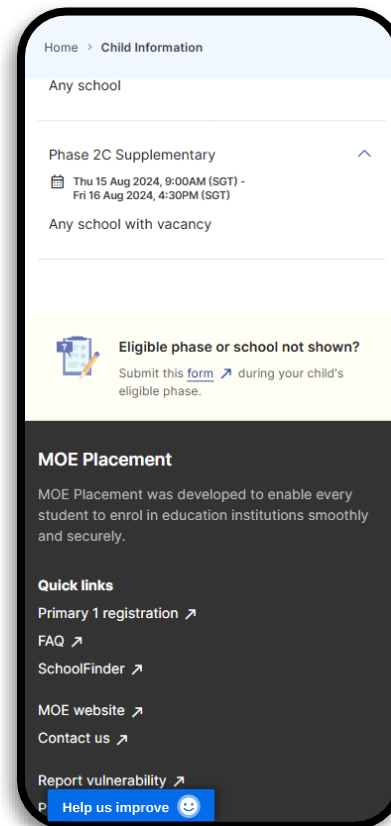 Home > Child Information
Any school
Phase 2C Supplementary
Thu 15 Aug 2024, 9:00AM (SGT) -
Fri 16 Aug 2024, 4:30PM (SGT)
Any school with vacancy
Eligible phase or school not shown?
Submit this form ↗ during your child's
eligible phase.
MOE Placement
MOE Placement was developed to enable every
student to enrol in education institutions smoothly
and securely.
Quick links
Primary 1 registration ↗
FAQ ↗
SchoolFinder ↗
MOE website ↗
Contact us ↗
Report vulnerability ↗
Help us improve